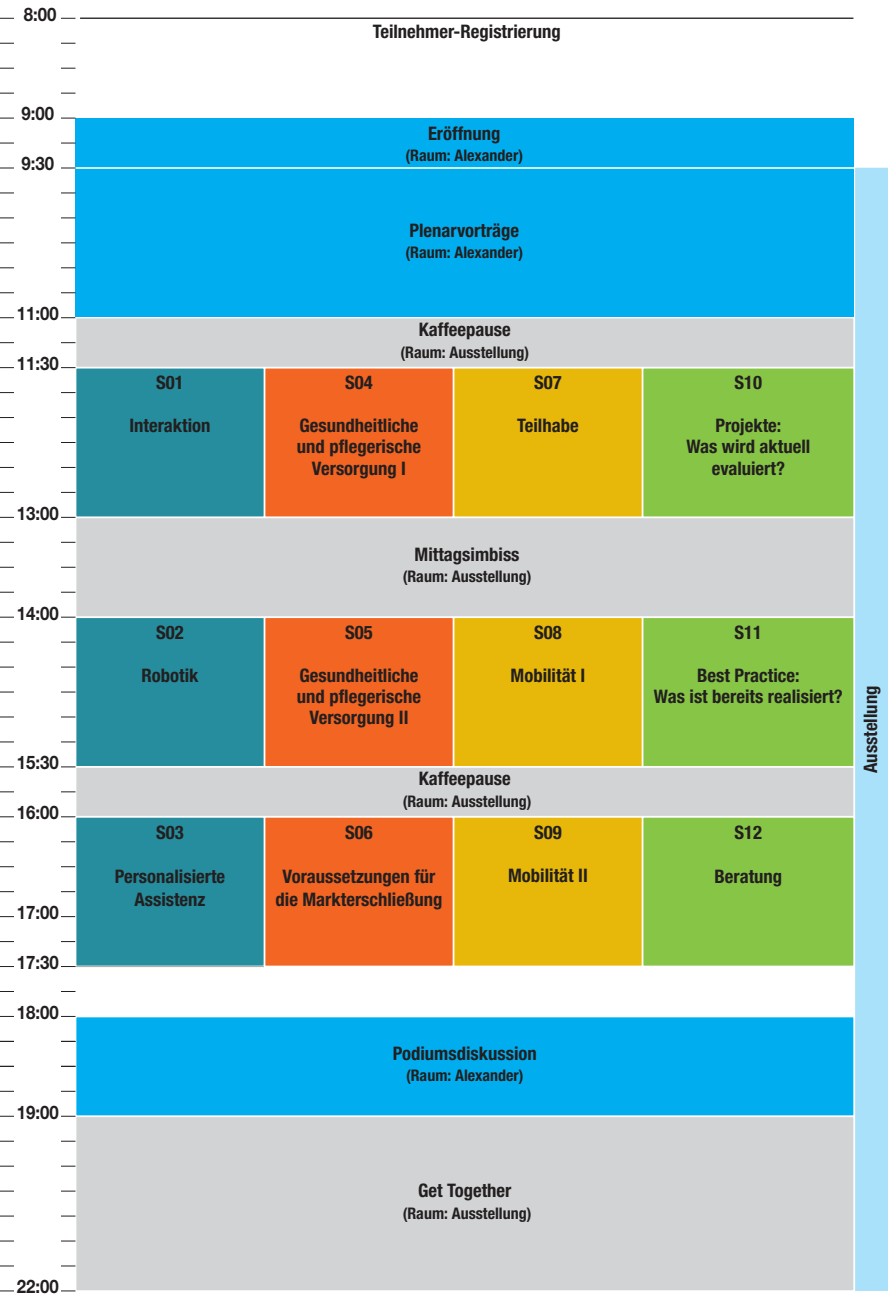 8:00
Teilnehmer-Registrierung
9:00
Eröffnung
(Raum: Alexander)
9:30
Plenarvorträge
(Raum: Alexander)
11:00
Kaffeepause
(Raum: Ausstellung)
11:30
S01
Interaktion
S04
Gesundheitliche
und pflegerische
Versorgung I
S07
Teilhabe
S10
Projekte:
Was wird aktuell
evaluiert?
13:00
Mittagsimbiss
(Raum: Ausstellung)
14:00
S02
Robotik
S05
Gesundheitliche
und pflegerische
Versorgung II
S08
Mobilität I
S11
Best Practice:
Was ist bereits realisiert?
15:30
Kaffeepause
(Raum: Ausstellung)
16:00
S03
Personalisierte
Assistenz
S06
Voraussetzungen für
die Markterschließung
S09
Mobilität II
S12
Beratung
17:00
17:30
18:00
Podiumsdiskussion
(Raum: Alexander)
19:00
Get Together
(Raum: Ausstellung)
22:00
Ausstellung